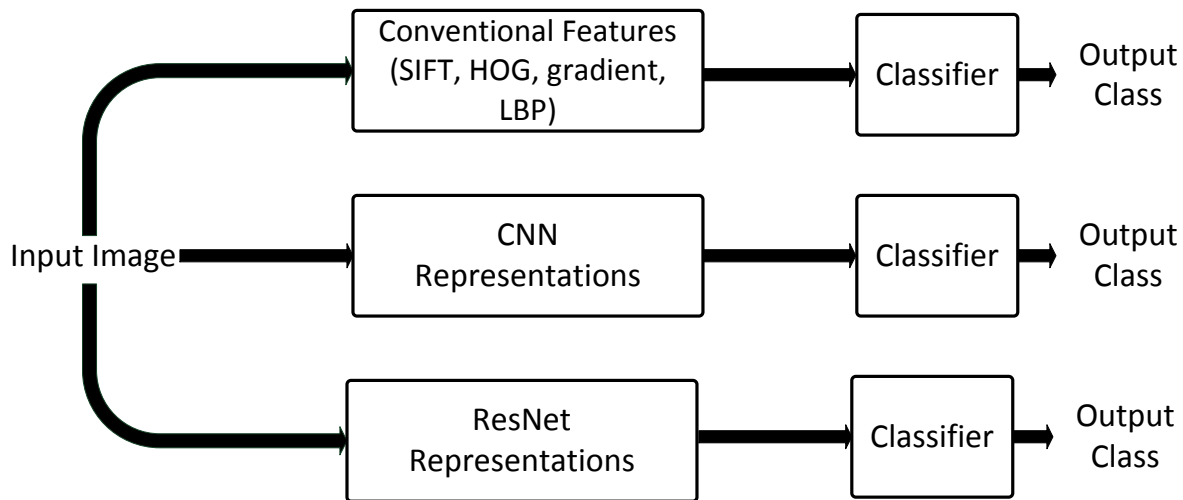 Conventional Features
(SIFT, HOG, gradient,
LBP)
Classifier
Output
Class
Input Image
CNN
Representations
Classifier
Output
Class
ResNet
Representations
Classifier
Output
Class